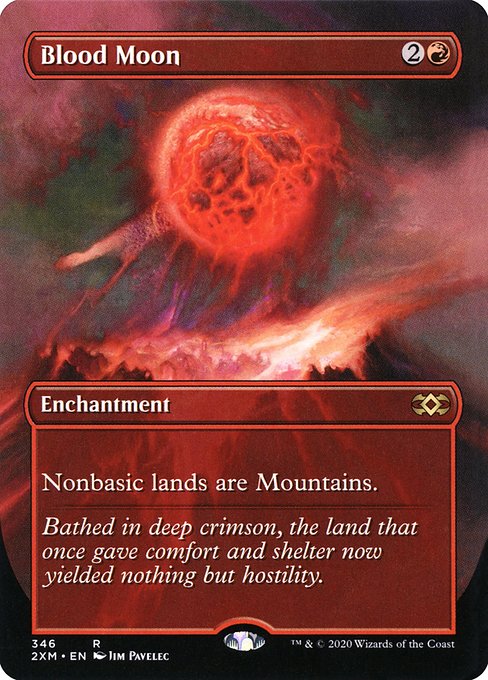 Blood Moon
2
Enchantment
Nonbasic lands are Mountains.
Bathed in deep crimson, the land that
once gave comfort and shelter now
yielded nothing but hostility.
346 R
2XM • EN Jim Pavelec
™ & © 2020 Wizards of the Coast